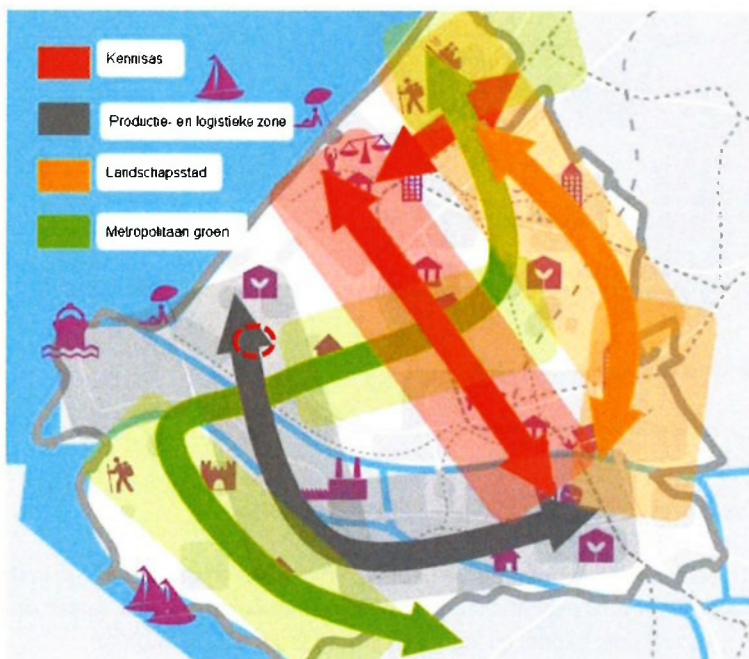 Kennisas
Productie- en logistieke zone
Landschapsstad
Metropolitaan groen